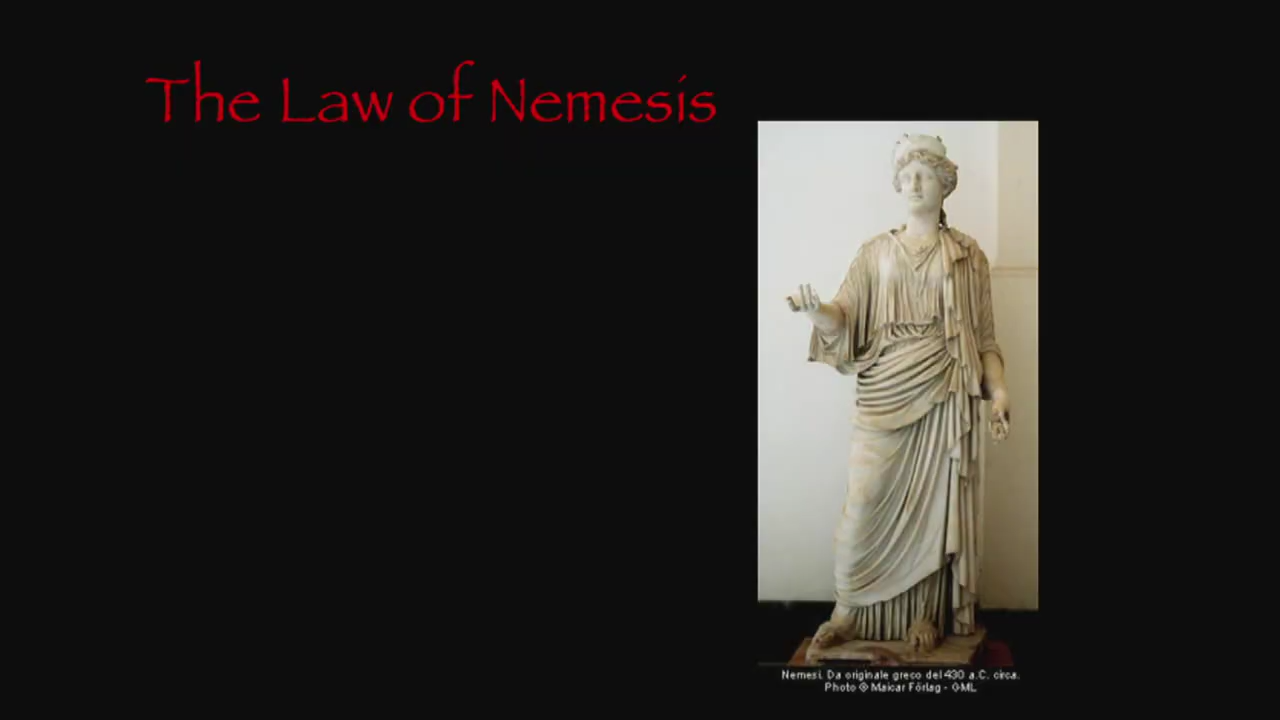 The Law of Nemesis
Nemesi. Da originale greco del 430 a.C. circa.
Photo © Maicar Förlag - GML